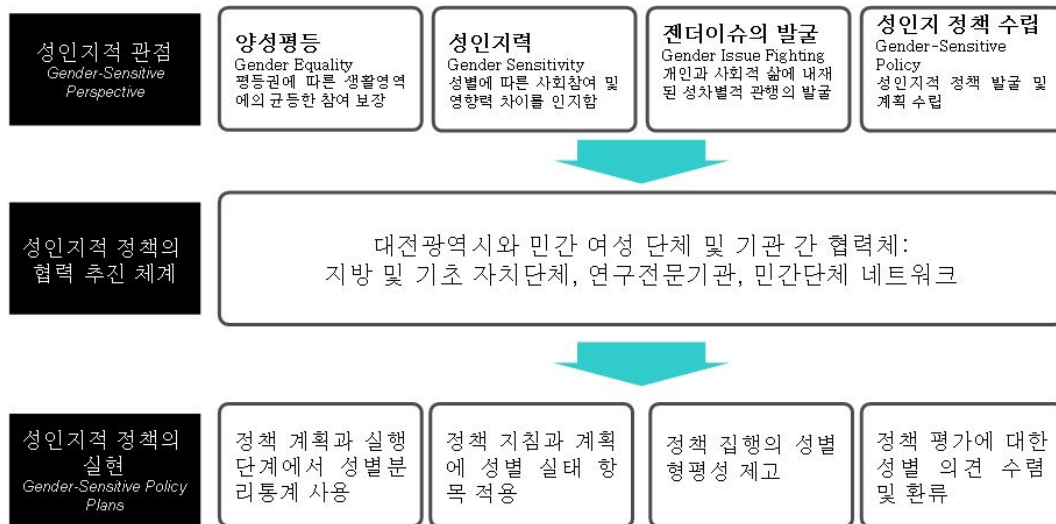 성인지적 관점
Gender-Sensitive
Perspective
양성평등
Gender Equality
평등권에 따른 생활영역
에의 균등한 참여 보장
성인지력
Gender Sensitivity
성별에 따른 사회참여 및
영향력 차이를 인지함
젠더이슈의 발굴
Gender Issue Fighting
개인과 사회적 삶에 내재
된 성차별적 관행의 발굴
성인지 정책 수립
Gender-Sensitive
Policy
성인지적 정책 발굴 및
계획 수립
성인지적 정책의
협력 추진 체계
대전광역시와 민간 여성 단체 및 기관 간 협력체:
지방 및 기초 자치단체, 연구전문기관, 민간단체 네트워크
성인지적 정책의
실현
Gender-Sensitive Policy
Plans
정책 계획과 실행
단계에서 성별분
리통계 사용
정책 지침과 계획
에 성별 실태 항
목 적용
정책 집행의 성별
형평성 제고
정책 평가에 대한
성별 의견 수렴
및 환류